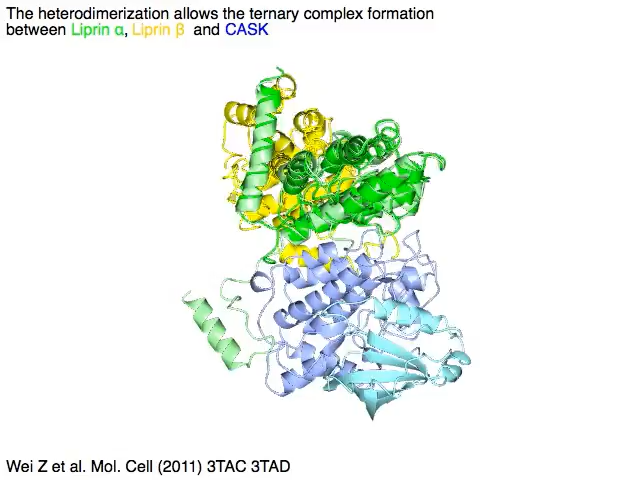 The heterodimerization allows the ternary complex formation
between Liprin α, Liprin β and CASK
Wei Z et al. Mol. Cell (2011) 3TAC 3TAD